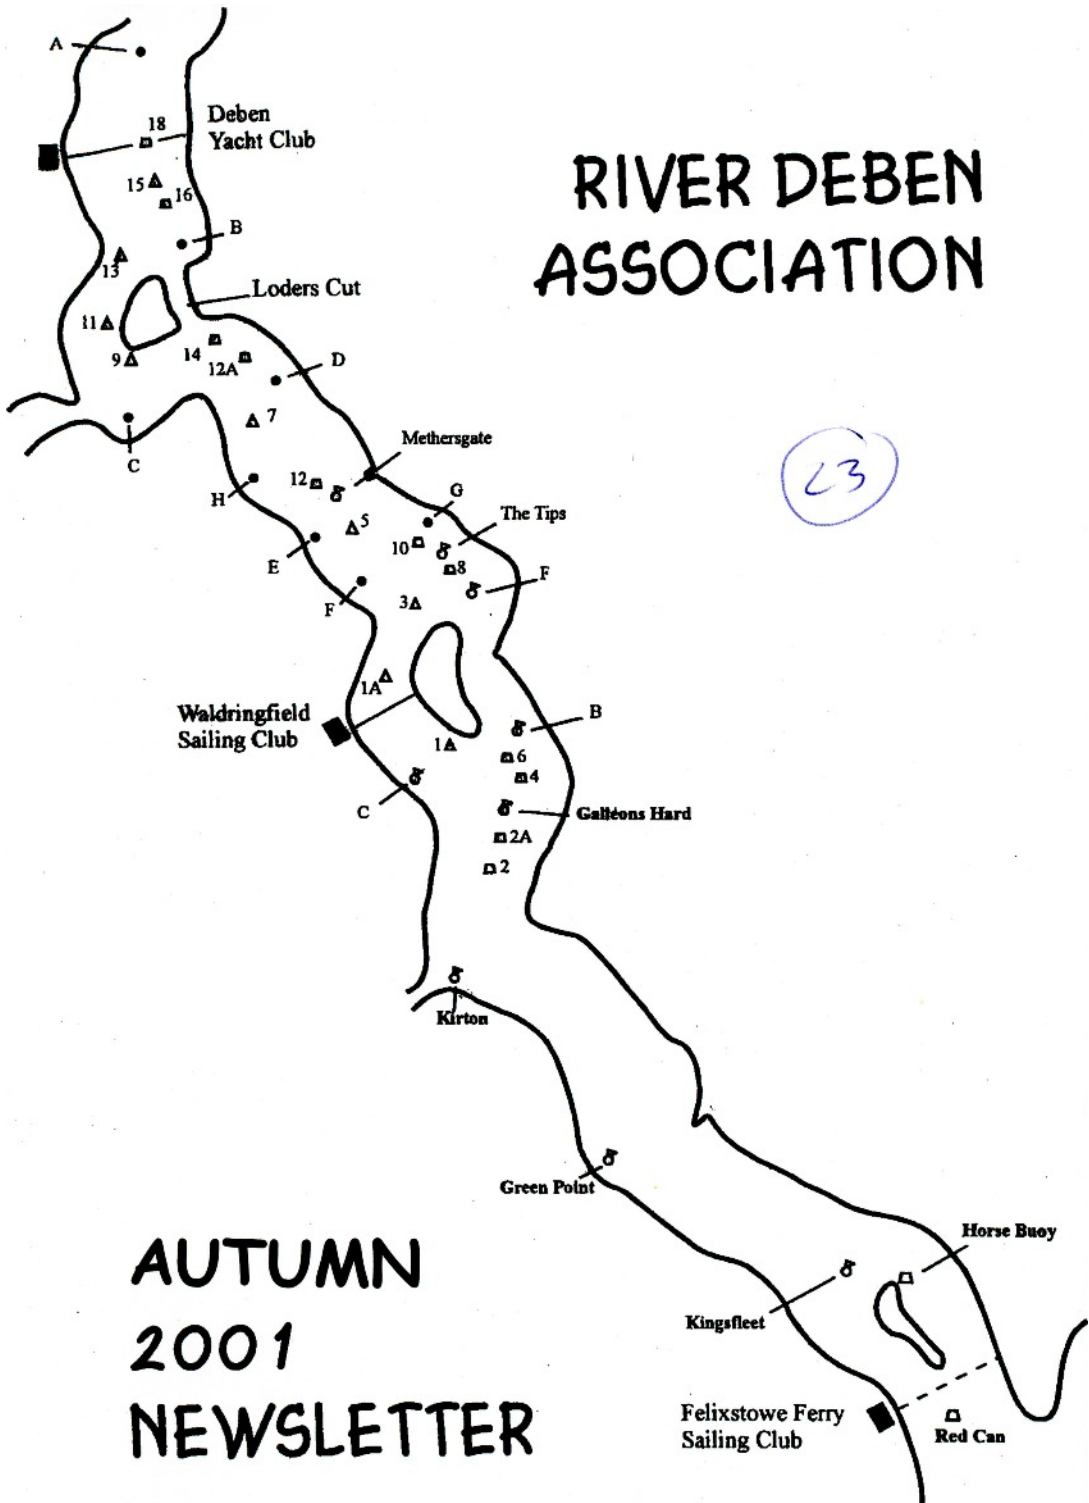 A
18
Deben
Yacht Club
15
16
B
13
Loders Cut
11
9
14
12A
D
7
C
Methersgate
12
H
G
The Tips
5
10
E
8
F
F
3
1A
Waldringfield
Sailing Club
B
1
6
4
C
Galleons Hard
2A
2
Kirton
Green Point
Horse Buoy
Kingsfleet
Felixstowe Ferry
Sailing Club
Red Can
RIVER DEBEN
ASSOCIATION
23
AUTUMN
2001
NEWSLETTER